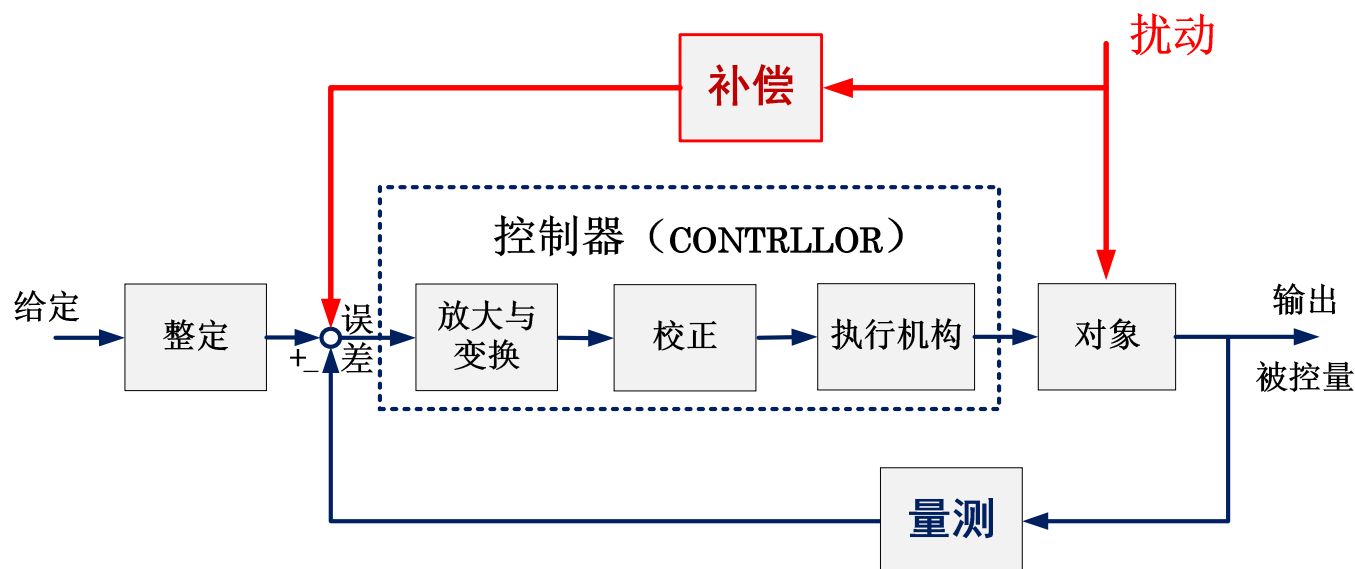 扰动
补偿
控制器（CONTRLLOR）
给定
整定
+
_
误
差
放大与
变换
校正
执行机构
对象
输出
被控量
量测